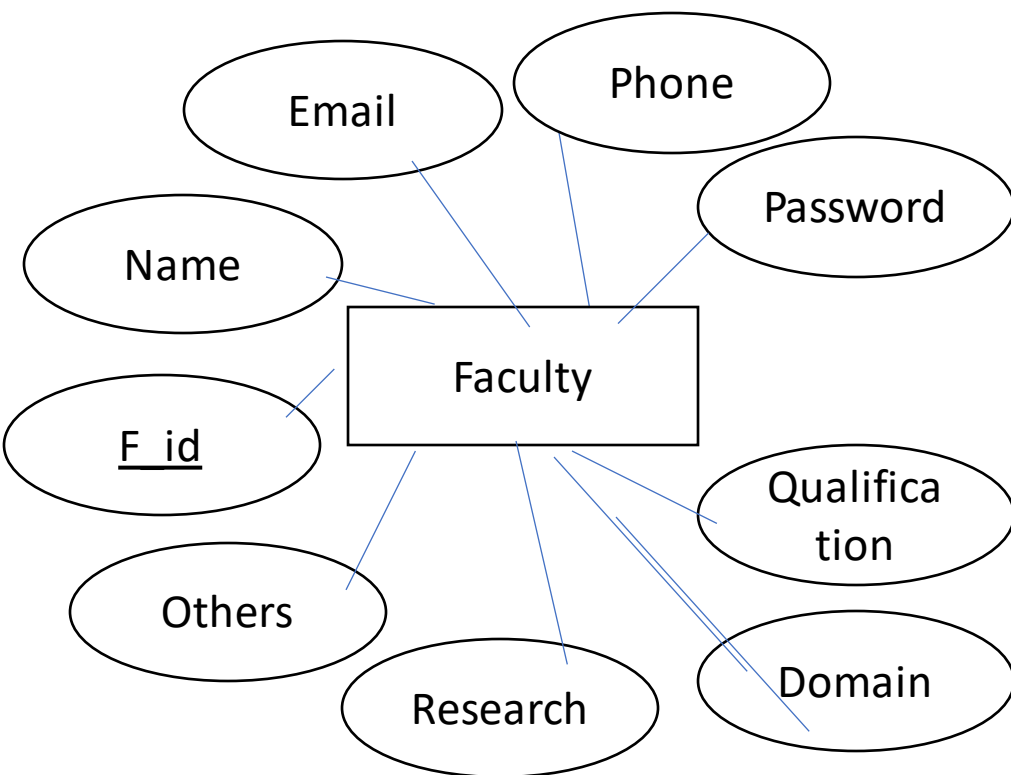 Phone
Email
Password
Name
Faculty
F_id
Qualifica
tion
Others
Domain
Research